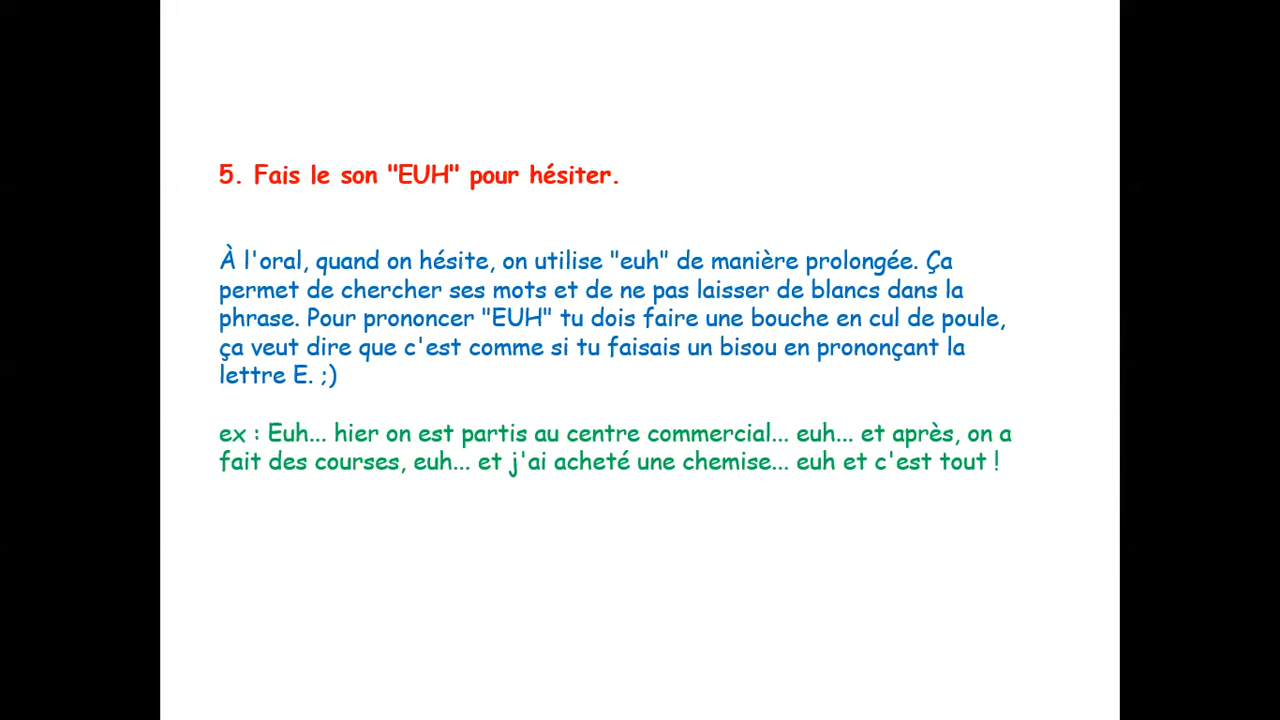 5. Fais le son "EUH" pour hésiter.
À l'oral, quand on hésite, on utilise "euh" de manière prolongée. Ça
permet de chercher ses mots et de ne pas laisser de blancs dans la
phrase. Pour prononcer "EUH" tu dois faire une bouche en cul de poule,
ça veut dire que c'est comme si tu faisais un bisou en prononçant la
lettre E. ;)
ex : Euh... hier on est partis au centre commercial... euh... et après, on a
fait des courses, euh... et j'ai acheté une chemise... euh et c'est tout !